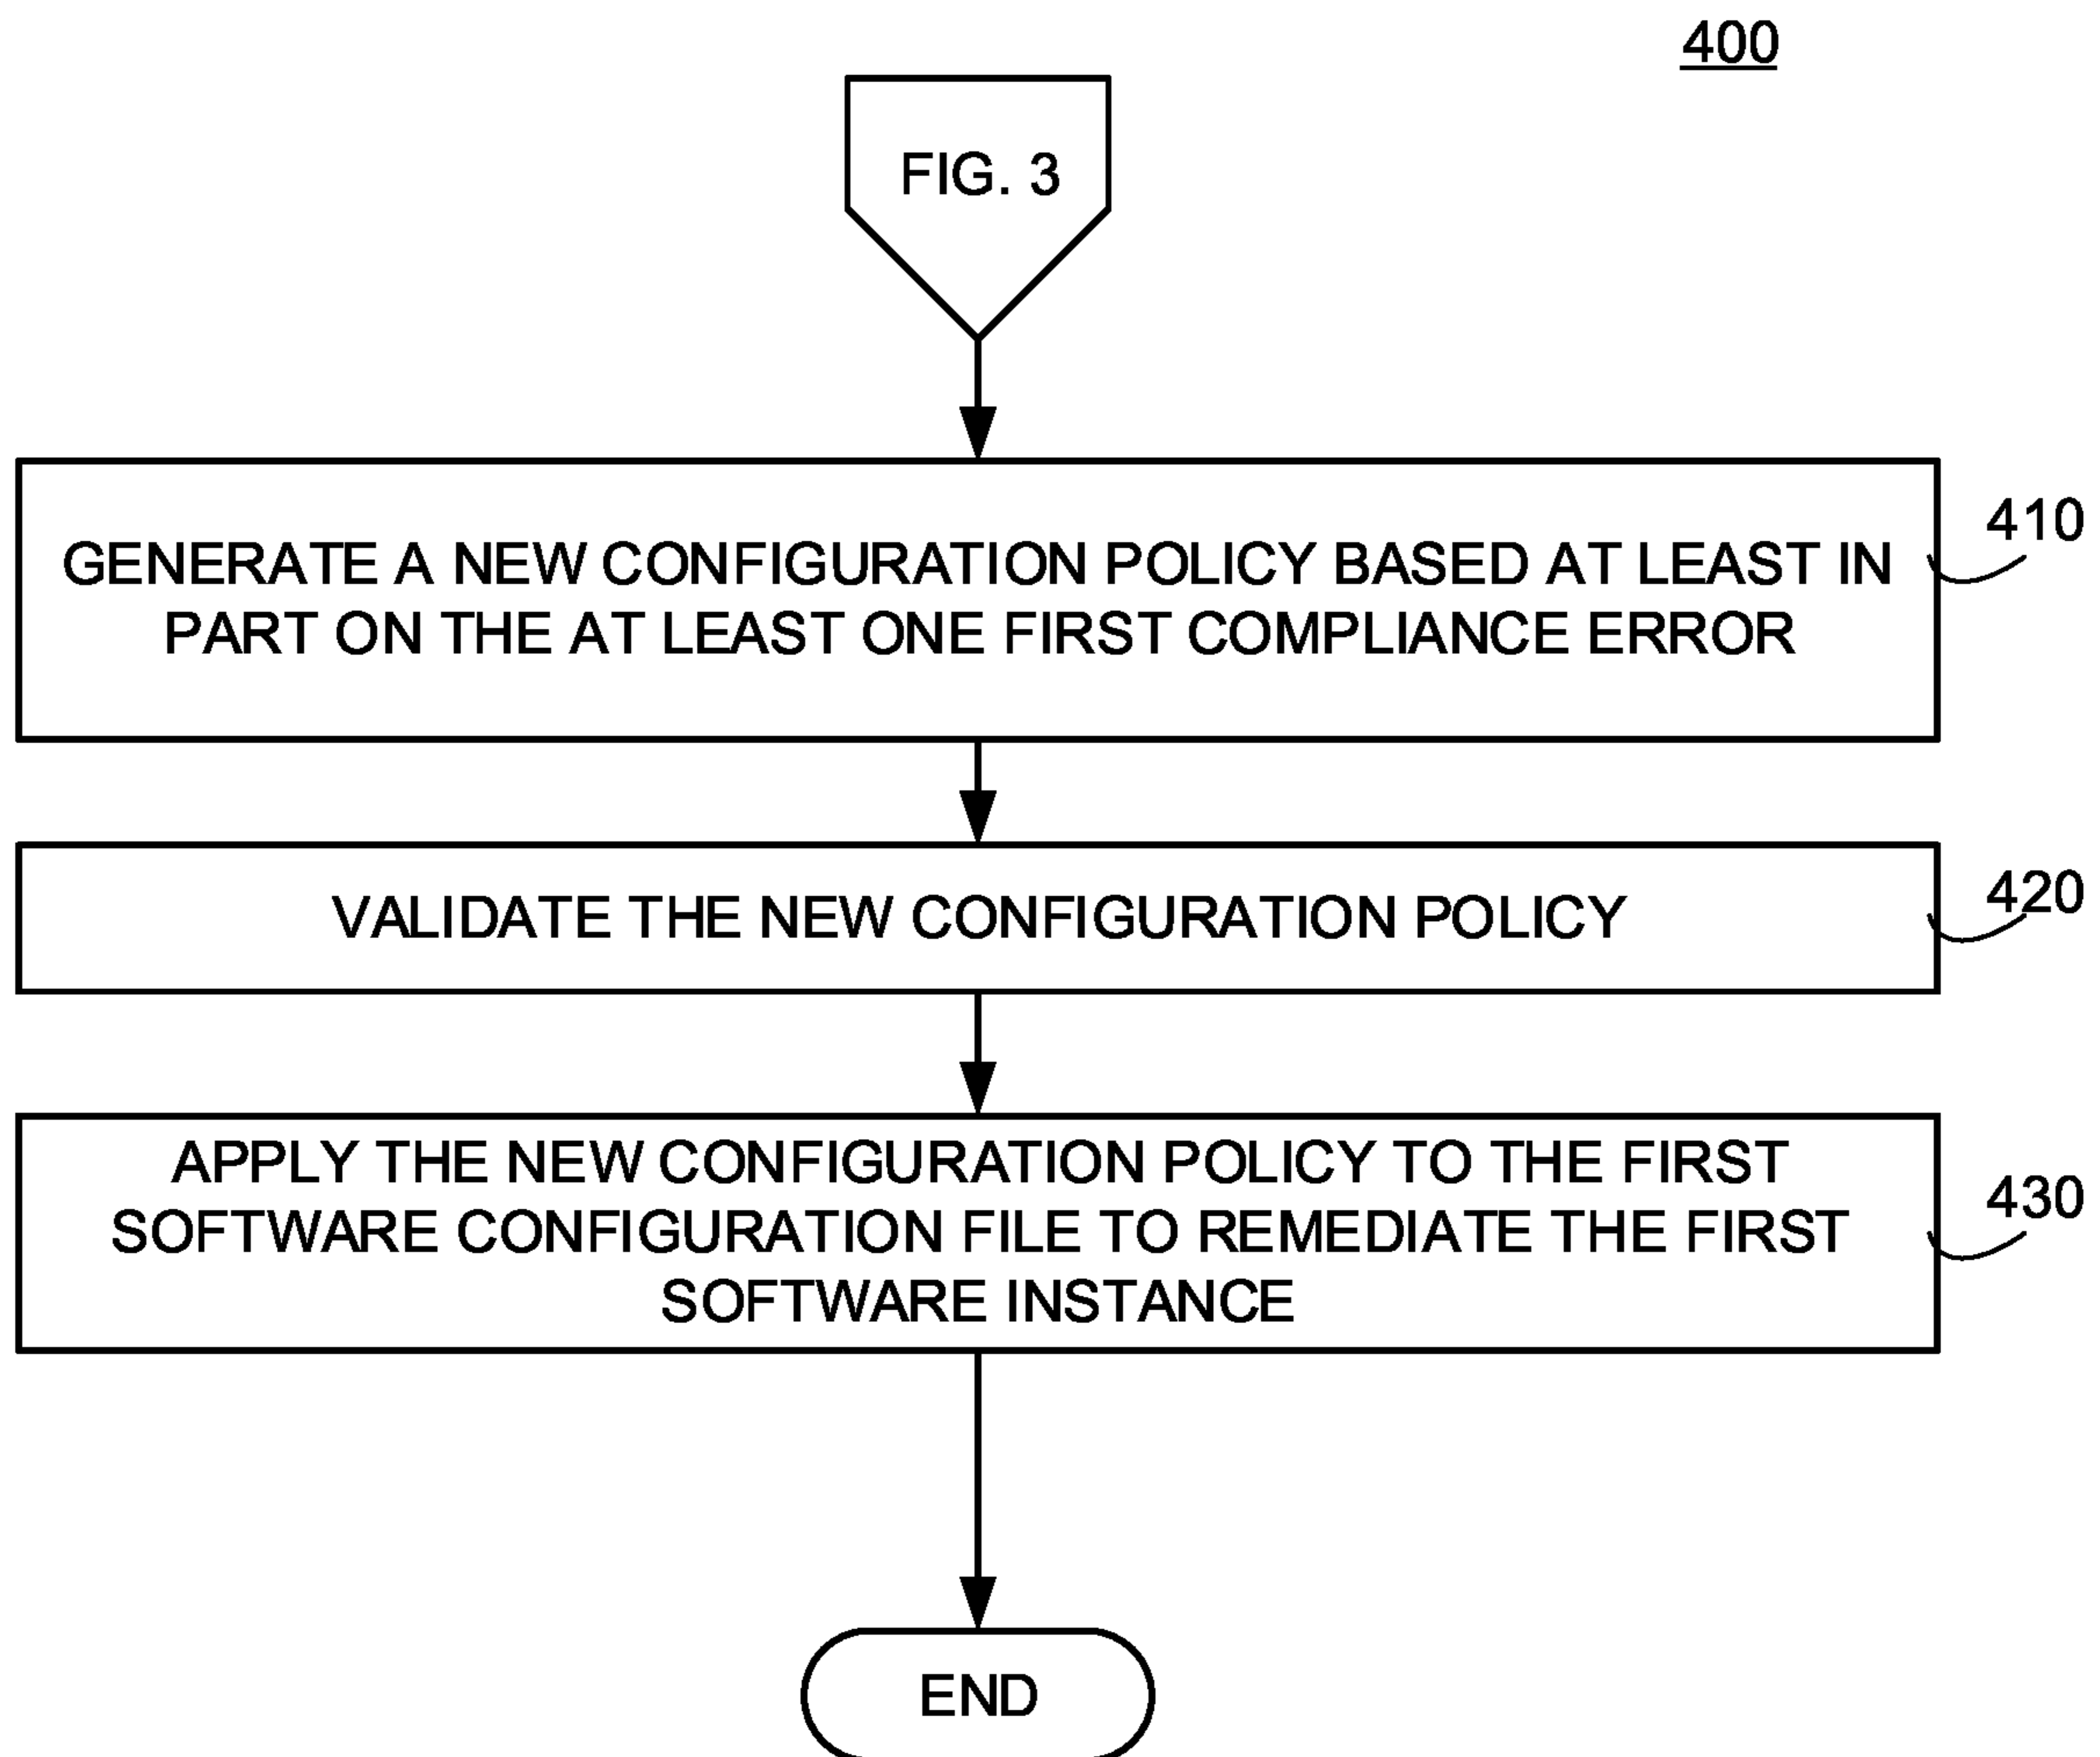 400
FIG. 3
GENERATE A NEW CONFIGURATION POLICY BASED AT LEAST IN
PART ON THE AT LEAST ONE FIRST COMPLIANCE ERROR
410
VALIDATE THE NEW CONFIGURATION POLICY
420
APPLY THE NEW CONFIGURATION POLICY TO THE FIRST
SOFTWARE CONFIGURATION FILE TO REMEDIATE THE FIRST
SOFTWARE INSTANCE
430
END